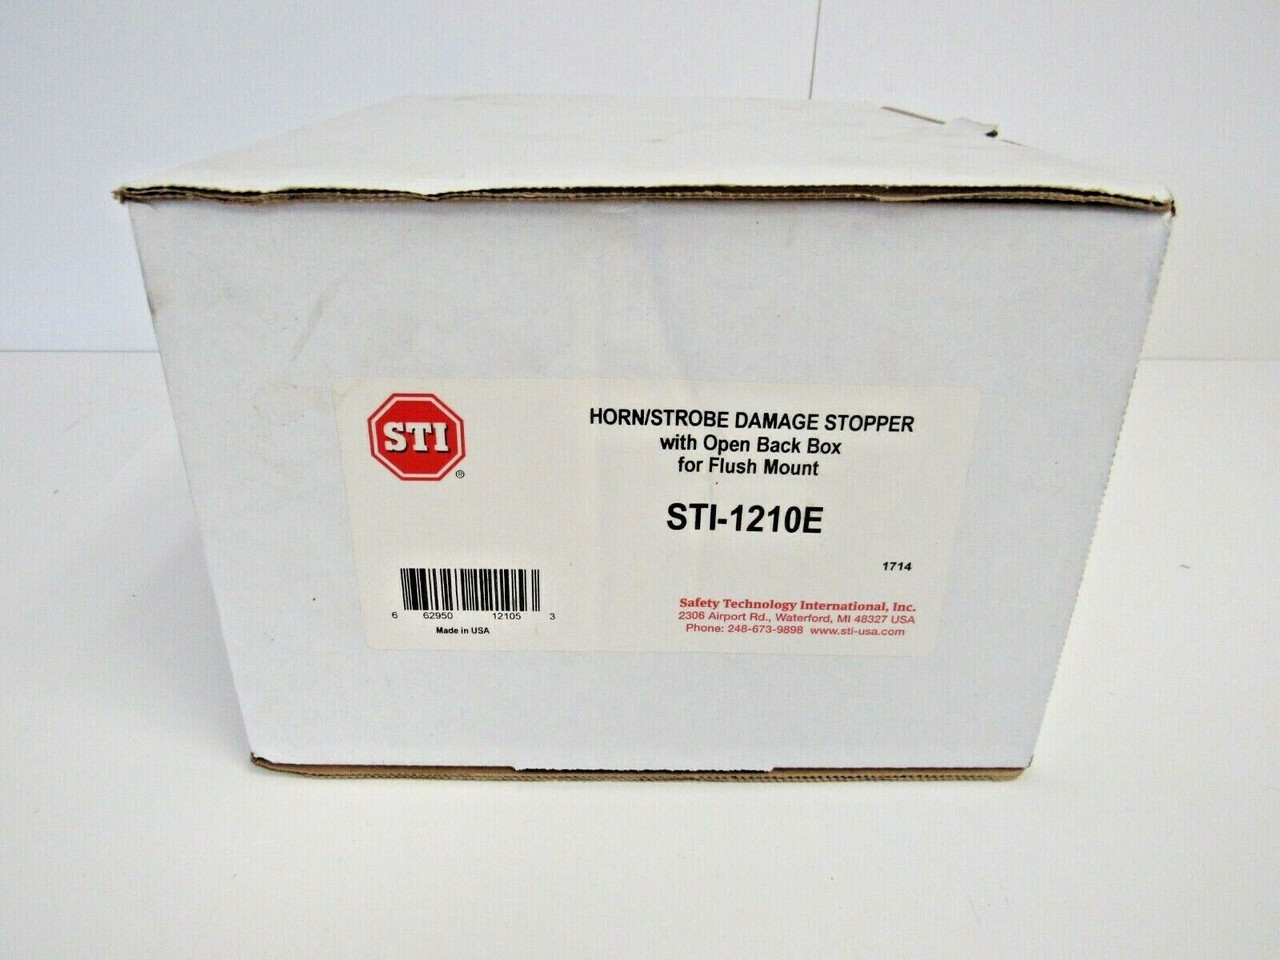 STI
®
HORN/STROBE DAMAGE STOPPER
with Open Back Box
for Flush Mount
STI-1210E
1714
6 62950 12105 3
Made in USA
Safety Technology International, Inc.
2306 Airport Rd., Waterford, MI 48327 USA
Phone: 248-673-9898 www.sti-usa.com